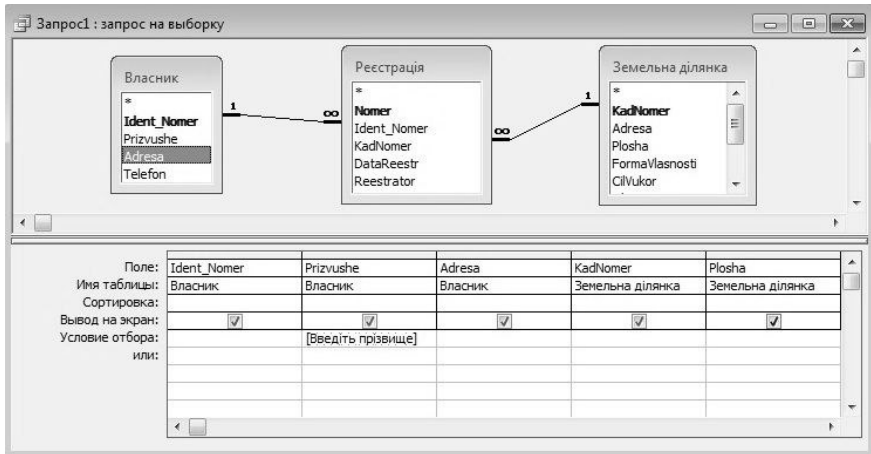 Запрос1 : запрос на выборку
Власник
*
Ident_Nomer
Prizvushe
Adresa
Telefon
1
∞
Реєстрація
*
Nomer
Ident_Nomer
KadNomer
DataReestr
Reestrator
∞
1
Земельна ділянка
*
KadNomer
Adresa
Plosha
FormaVlasnosti
CilVukor
Поле: Ident_Nomer Prizvushe Adresa KadNomer Plosha
Имя таблицы: Власник Власник Власник Земельна ділянка Земельна ділянка
Сортировка:
Вывод на экран:
Условие отбора: [Введіть прізвище]
или: